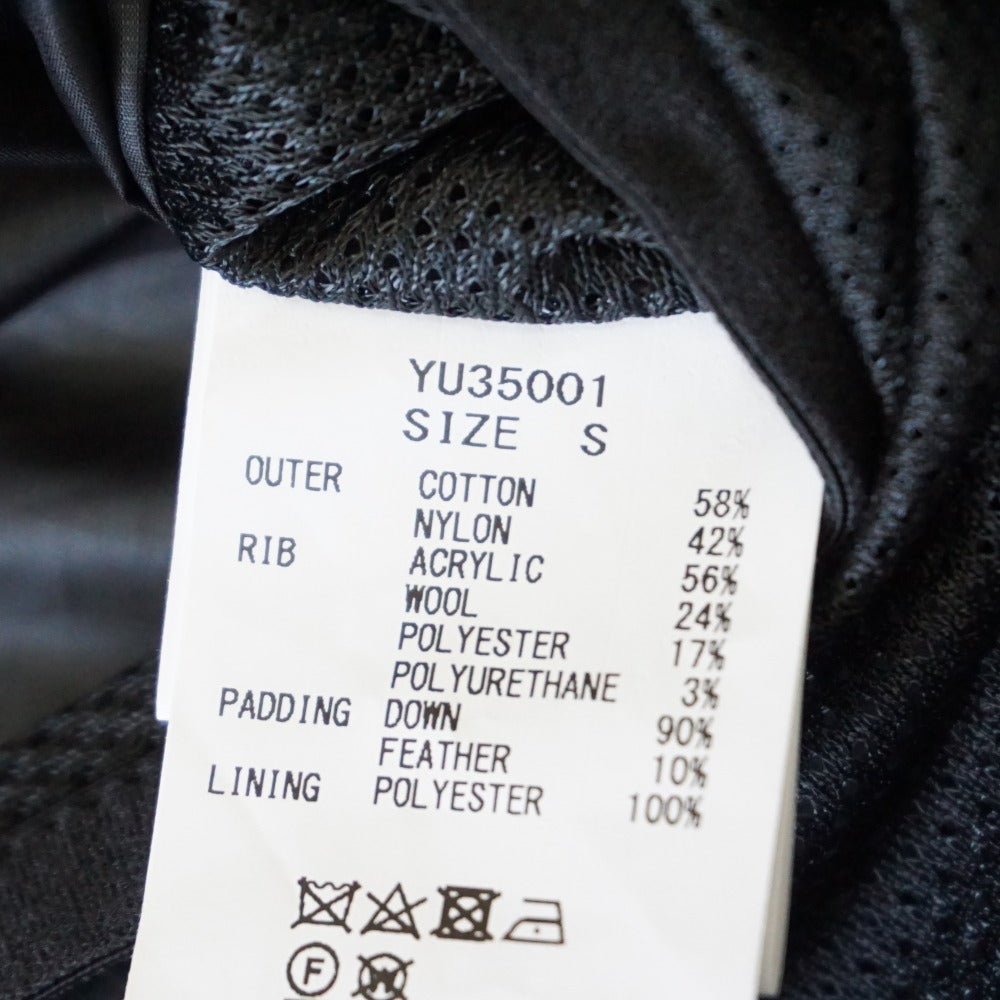 YU35001
SIZE S
OUTER COTTON 58%
NYLON 42%
RIB ACRYLIC 56%
WOOL 24%
POLYESTER 17%
POLYURETHANE 3%
PADDING DOWN 90%
FEATHER 10%
LINING POLYESTER 100%
F W